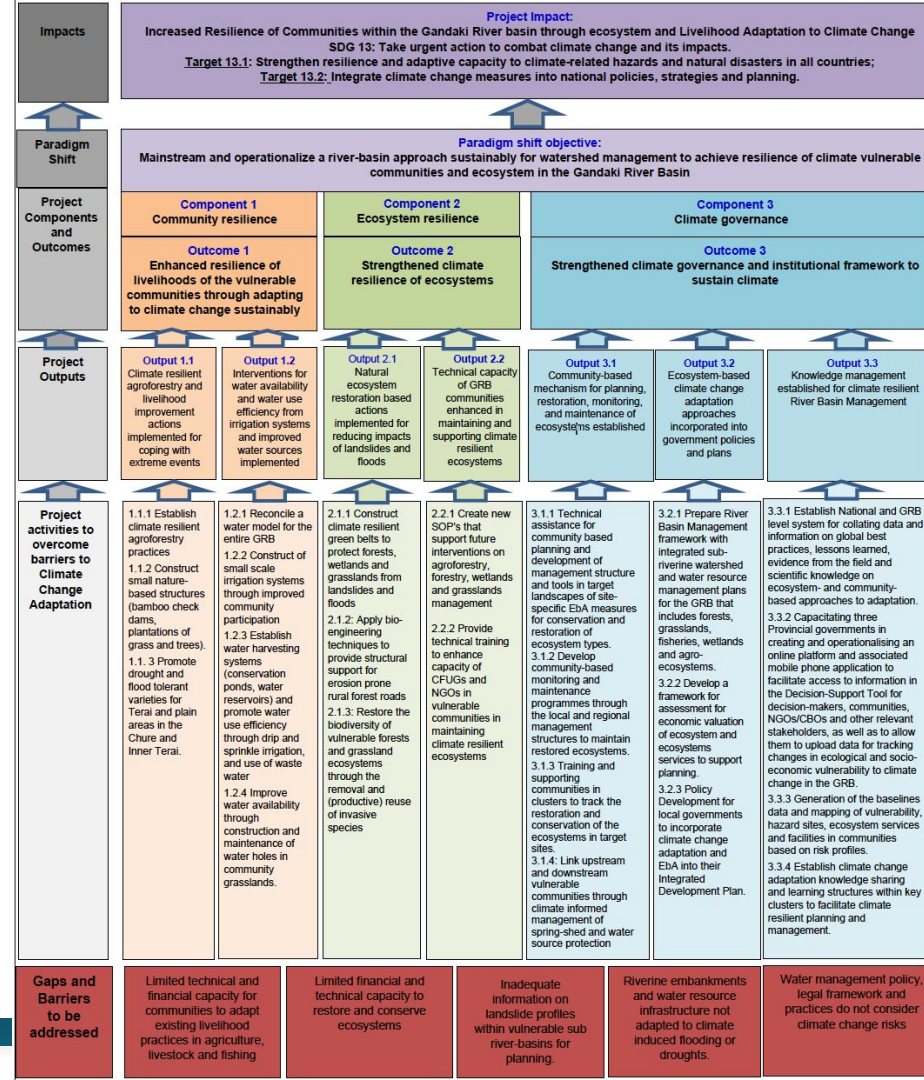 Impacts
Project Impact:
Increased Resilience of Communities within the Gandaki River basin through ecosystem and Livelihood Adaptation to Climate Change
SDG 13: Take urgent action to combat climate change and its impacts.
Target 13.1: Strengthen resilience and adaptive capacity to climate-related hazards and natural disasters in all countries;
Target 13.2: Integrate climate change measures into national policies, strategies and planning.
Paradigm
Shift
Paradigm shift objective:
Mainstream and operationalize a river-basin approach sustainably for watershed management to achieve resilience of climate vulnerable
communities and ecosystem in the Gandaki River Basin
Project
Components
and
Outcomes
Component 1
Community resilience
Component 2
Ecosystem resilience
Component 3
Climate governance
Outcome 1
Enhanced resilience of
livelihoods of the vulnerable
communities through adapting
to climate change sustainably
Outcome 2
Strengthened climate
resilience of ecosystems
Outcome 3
Strengthened climate governance and institutional framework to
sustain climate
Project
Outputs
Output 1.1
Climate resilient
agroforestry and
livelihood
improvement
actions
implemented for
coping with
extreme events
Output 1.2
Interventions for
water availability
and water use
efficiency from
irrigation systems
and improved
water sources
implemented
Output 2.1
Natural
ecosystem
restoration based
actions
implemented for
reducing impacts
of landslides and
floods
Output 2.2
Technical capacity
of GRB
communities
enhanced in
maintaining and
supporting climate
resilient
ecosystems
Output 3.1
Community-based
mechanism for planning,
restoration, monitoring,
and maintenance of
ecosystems established
Output 3.2
Ecosystem-based
climate change
adaptation
approaches
incorporated into
government policies
and plans
Output 3.3
Knowledge management
established for climate resilient
River Basin Management
Project
activities to
overcome
barriers to
Climate
Change
Adaptation
1.1.1 Establish
climate resilient
agroforestry
practices
1.1.2 Construct
small nature-
based structures
(bamboo check
dams,
plantations of
grass and trees).
1.1. 3 Promote
drought and
flood tolerant
varieties for
Terai and plain
areas in the
Chure and
Inner Terai.
1.2.1 Reconcile a
water model for the
entire GRB
1.2.2 Construct of
small scale
irrigation systems
through improved
community
participation
1.2.3 Establish
water harvesting
systems
(conservation
ponds, water
reservoirs) and
promote water
use efficiency
through drip and
sprinkle irrigation,
and use of waste
water
1.2.4 Improve
water availability
through
construction and
maintenance of
water holes in
community
grasslands.
2.1.1 Construct
climate resilient
green belts to
protect forests,
wetlands and
grasslands from
landslides and
floods
2.1.2: Apply bio-
engineering
techniques to
provide structural
support for
erosion prone
rural forest roads
2.1.3: Restore the
biodiversity of
vulnerable forests
and grassland
ecosystems
through the
removal and
(productive) reuse
of invasive
species
2.2.1 Create new
SOP's that
support future
interventions on
agroforestry,
forestry, wetlands
and grasslands
management
2.2.2 Provide
technical training
to enhance
capacity of
CFUGs and
NGOs in
vulnerable
communities in
maintaining
climate resilient
ecosystems
3.1.1 Technical
assistance for
community based
planning and
development of
management structure
and tools in target
landscapes of site-
specific EbA measures
for conservation and
restoration of
ecosystem types.
3.1.2 Develop
community-based
monitoring and
maintenance
programmes through
the local and regional
management
structures to maintain
restored ecosystems.
3.1.3 Training and
supporting
communities in
clusters to track the
restoration and
conservation of the
ecosystems in target
sites.
3.1.4: Link upstream
and downstream
vulnerable
communities through
climate informed
management of
spring-shed and water
source protection
3.2.1 Prepare River
Basin Management
framework with
integrated sub-
riverine watershed
and water resource
management plans
for the GRB that
includes forests,
grasslands,
fisheries, wetlands
and agro-
ecosystems.
3.2.2 Develop a
framework for
assessment for
economic valuation
of ecosystem and
ecosystems
services to support
planning.
3.2.3 Policy
Development for
local governments
to incorporate
climate change
adaptation and
EbA into their
Integrated
Development Plan.
3.3.1 Establish National and GRB
level system for collating data and
information on global best
practices, lessons learned,
evidence from the field and
scientific knowledge on
ecosystem- and community-
based approaches to adaptation.
3.3.2 Capacitating three
Provincial governments in
creating and operationalising an
online platform and associated
mobile phone application to
facilitate access to information in
the Decision-Support Tool for
decision-makers, communities,
NGOs/CBOs and other relevant
stakeholders, as well as to allow
them to upload data for tracking
changes in ecological and socio-
economic vulnerability to climate
change in the GRB.
3.3.3 Generation of the baselines
data and mapping of vulnerability,
hazard sites, ecosystem services
and facilities in communities
based on risk profiles.
3.3.4 Establish climate change
adaptation knowledge sharing
and learning structures within key
clusters to facilitate climate
resilient planning and
management.
Gaps and
Barriers
to be
addressed
Limited technical and
financial capacity for
communities to adapt
existing livelihood
practices in agriculture,
livestock and fishing
Limited financial and
technical capacity to
restore and conserve
ecosystems
Inadequate
information on
landslide profiles
within vulnerable sub
river-basins for
planning.
Riverine embankments
and water resource
infrastructure not
adapted to climate
induced flooding or
droughts.
Water management policy,
legal framework and
practices do not consider
climate change risks